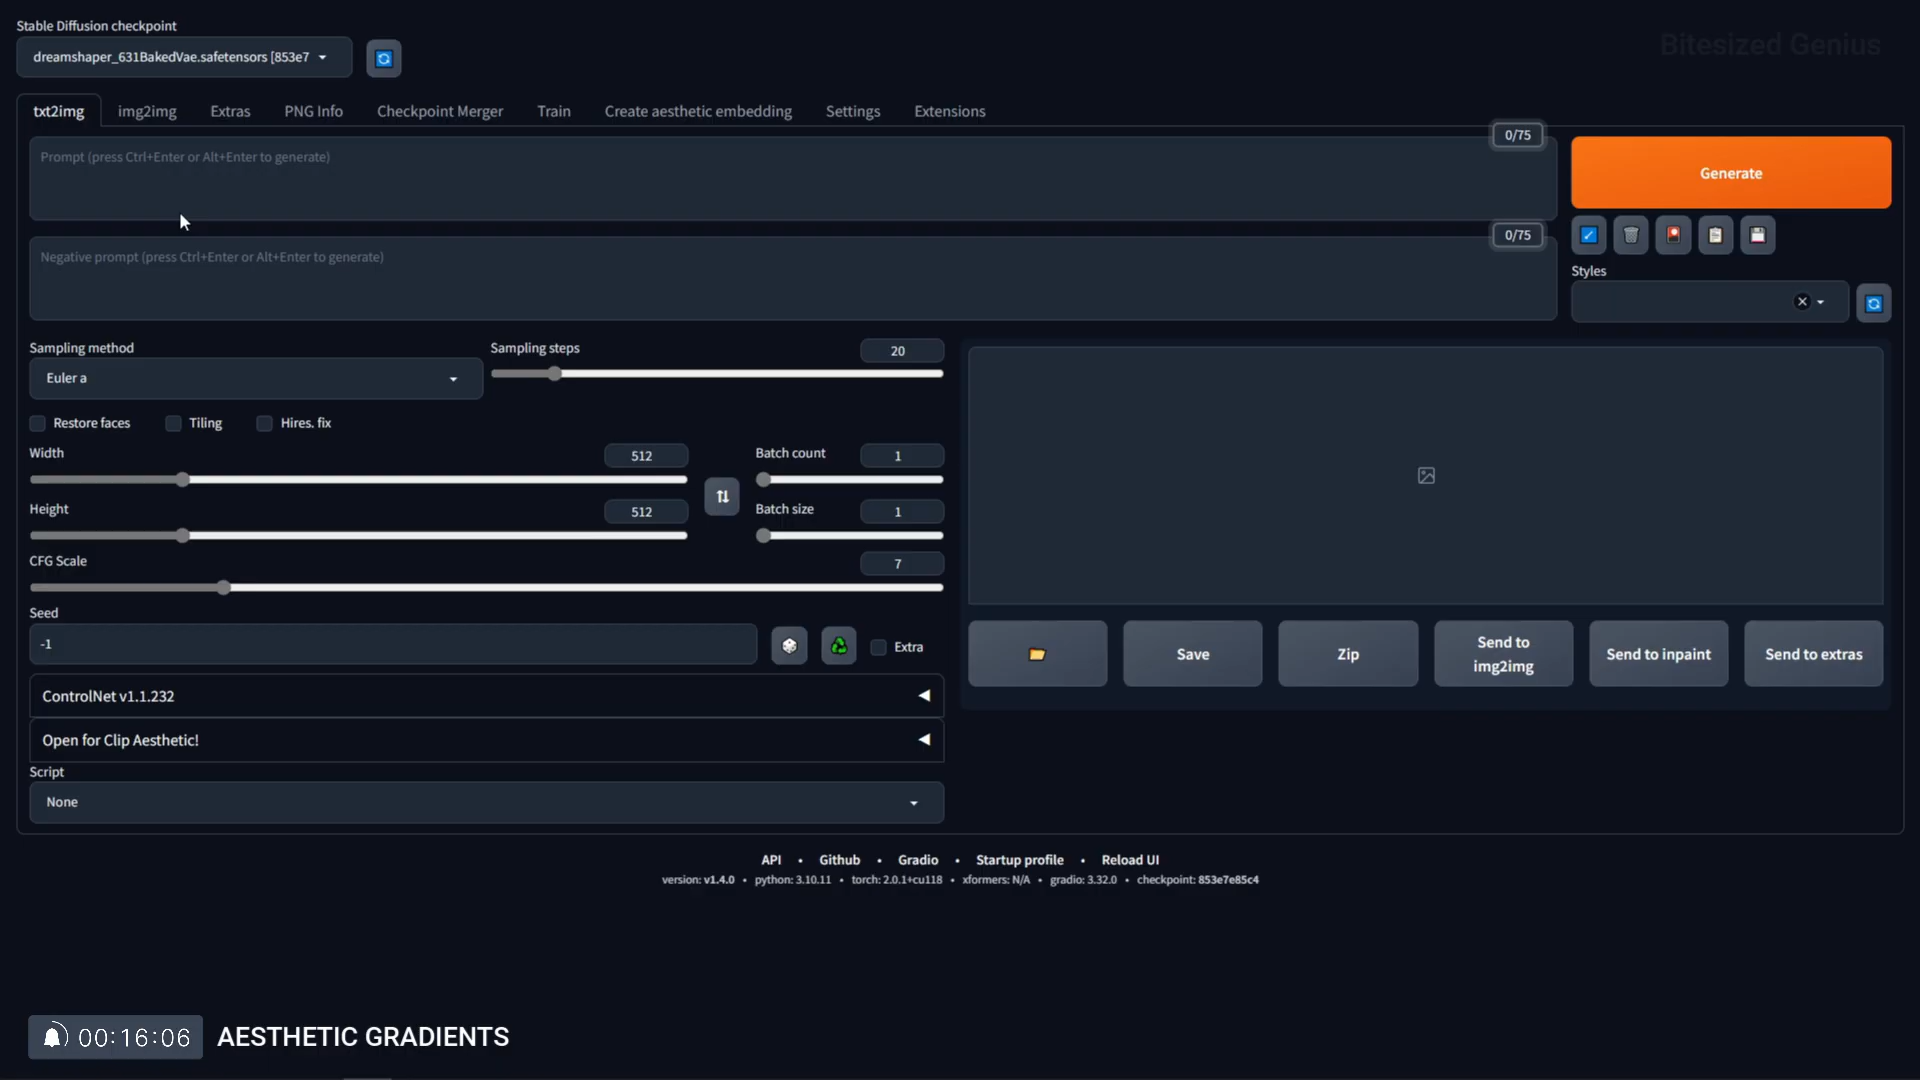 Stable Diffusion checkpoint
dreamshaper_631BakedVae.safetensors [853e7
Bitesized Genius
txt2img
img2img
Extras
PNG Info
Checkpoint Merger
Train
Create aesthetic embedding
Settings
Extensions
Prompt (press Ctrl+Enter or Alt+Enter to generate)
0/75
Generate
Negative prompt (press Ctrl+Enter or Alt+Enter to generate)
0/75
Styles
Sampling method
Euler a
Sampling steps
20
Restore faces
Tiling
Hires. fix
Width
512
Batch count
1
Height
512
Batch size
1
CFG Scale
7
Seed
-1
Extra
Save
Zip
Send to
img2img
Send to inpaint
Send to extras
ControlNet v1.1.232
Open for Clip Aesthetic!
Script
None
API • Github • Gradio • Startup profile • Reload UI
version: v1.4.0 • python: 3.10.11 • torch: 2.0.1+cu118 • xformers: N/A • gradio: 3.32.0 • checkpoint: 853e7e85c4
00:16:06 AESTHETIC GRADIENTS